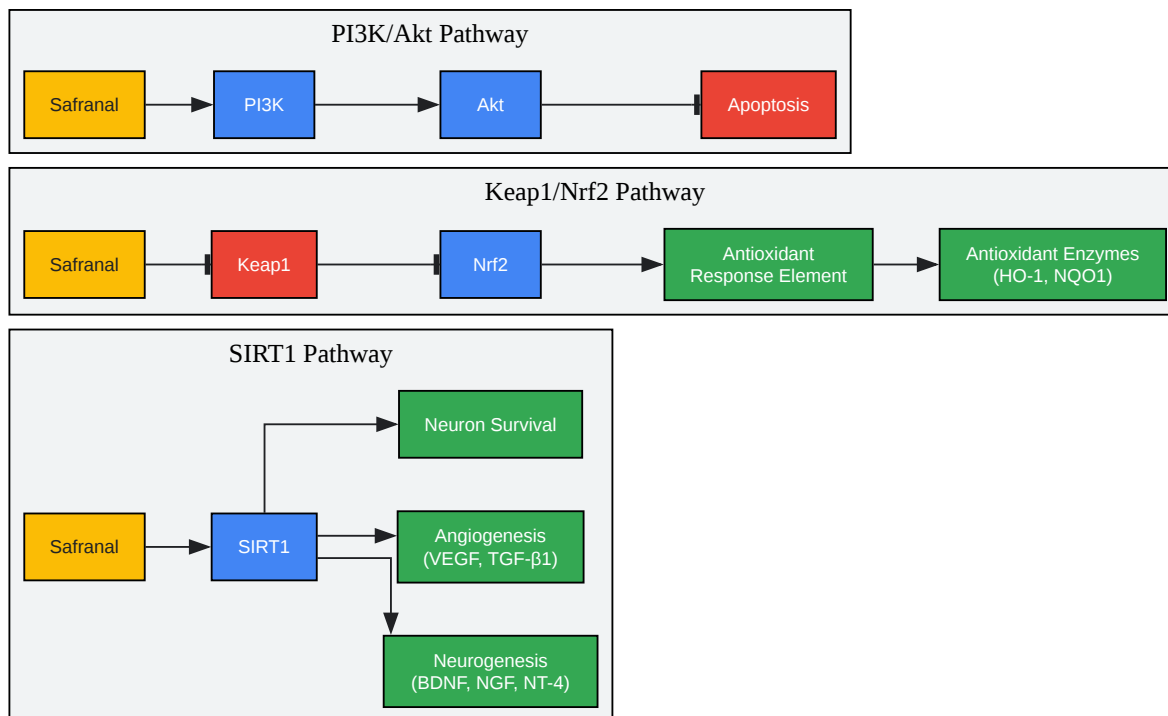 PI3K/Akt Pathway
Safranal
PI3K
Akt
Apoptosis
Keap1/Nrf2 Pathway
Safranal
Keap1
Nrf2
Antioxidant
Response Element
Antioxidant Enzymes
(HO-1, NQO1)
SIRT1 Pathway
Neuron Survival
Safranal
SIRT1
Angiogenesis
(VEGF, TGF-β1)
Neurogenesis
(BDNF, NGF, NT-4)